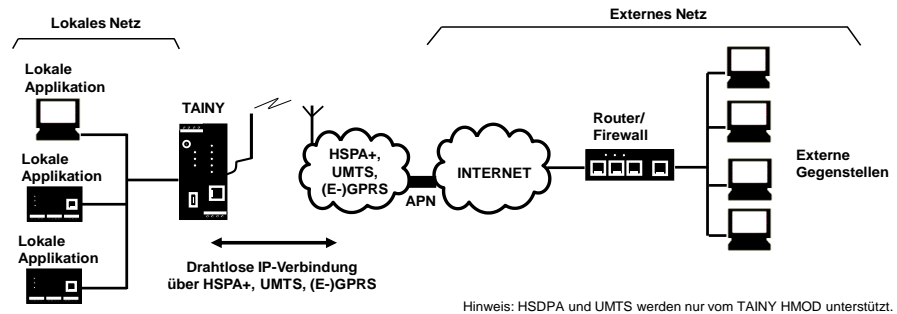 Lokales Netz
Externes Netz
Lokale
Applikation
TAINY
Lokale
Applikation
Lokale
Applikation
HSPA+,
UMTS,
(E-)GPRS
APN
INTERNET
Router/
Firewall
Externe
Gegenstellen
Drahtlose IP-Verbindung
über HSPA+, UMTS, (E-)GPRS
Hinweis: HSDPA und UMTS werden nur vom TAINY HMOD unterstützt.